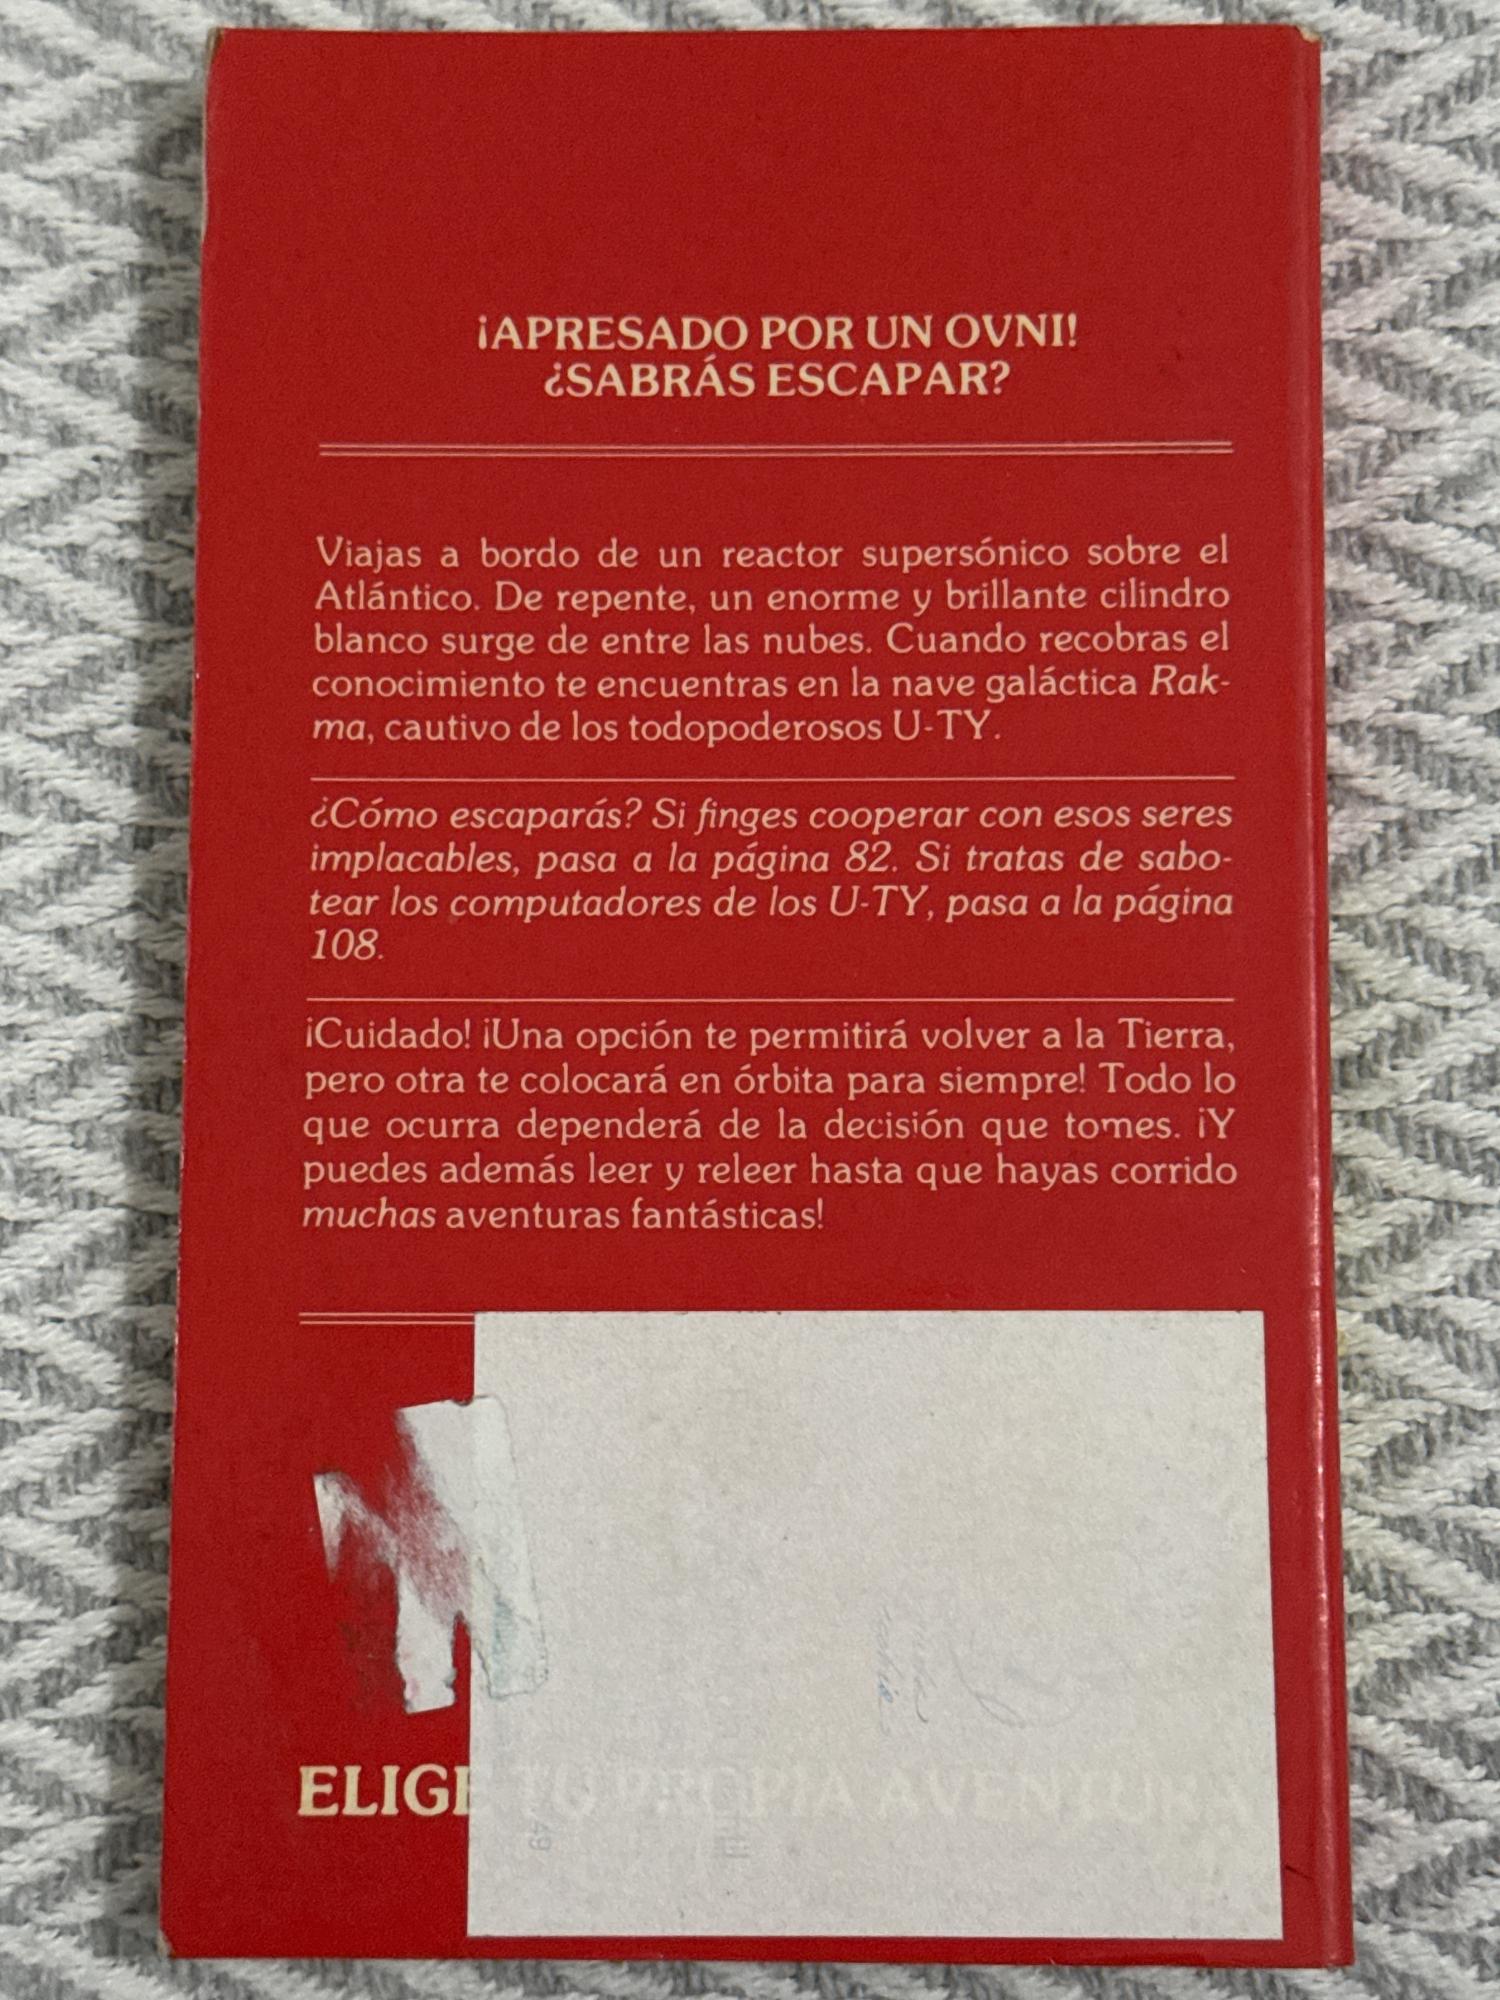 ¡APRESADO POR UN OVNI!
¿SABRÁS ESCAPAR?
Viajas a bordo de un reactor supersónico sobre el
Atlántico. De repente, un enorme y brillante cilindro
blanco surge de entre las nubes. Cuando recobras el
conocimiento te encuentras en la nave galáctica Rak-
ma, cautivo de los todopoderosos U-TY.
¿Cómo escaparás? Si finges cooperar con esos seres
implacables, pasa a la página 82. Si tratas de sabo-
tear los computadores de los U-TY, pasa a la página
108.
¡Cuidado! ¡Una opción te permitirá volver a la Tierra,
pero otra te colocará en órbita para siempre! Todo lo
que ocurra dependerá de la decisión que tomes. ¡Y
puedes además leer y releer hasta que hayas corrido
muchas aventuras fantásticas!
ELIGE TU PROPIA AVENTURA